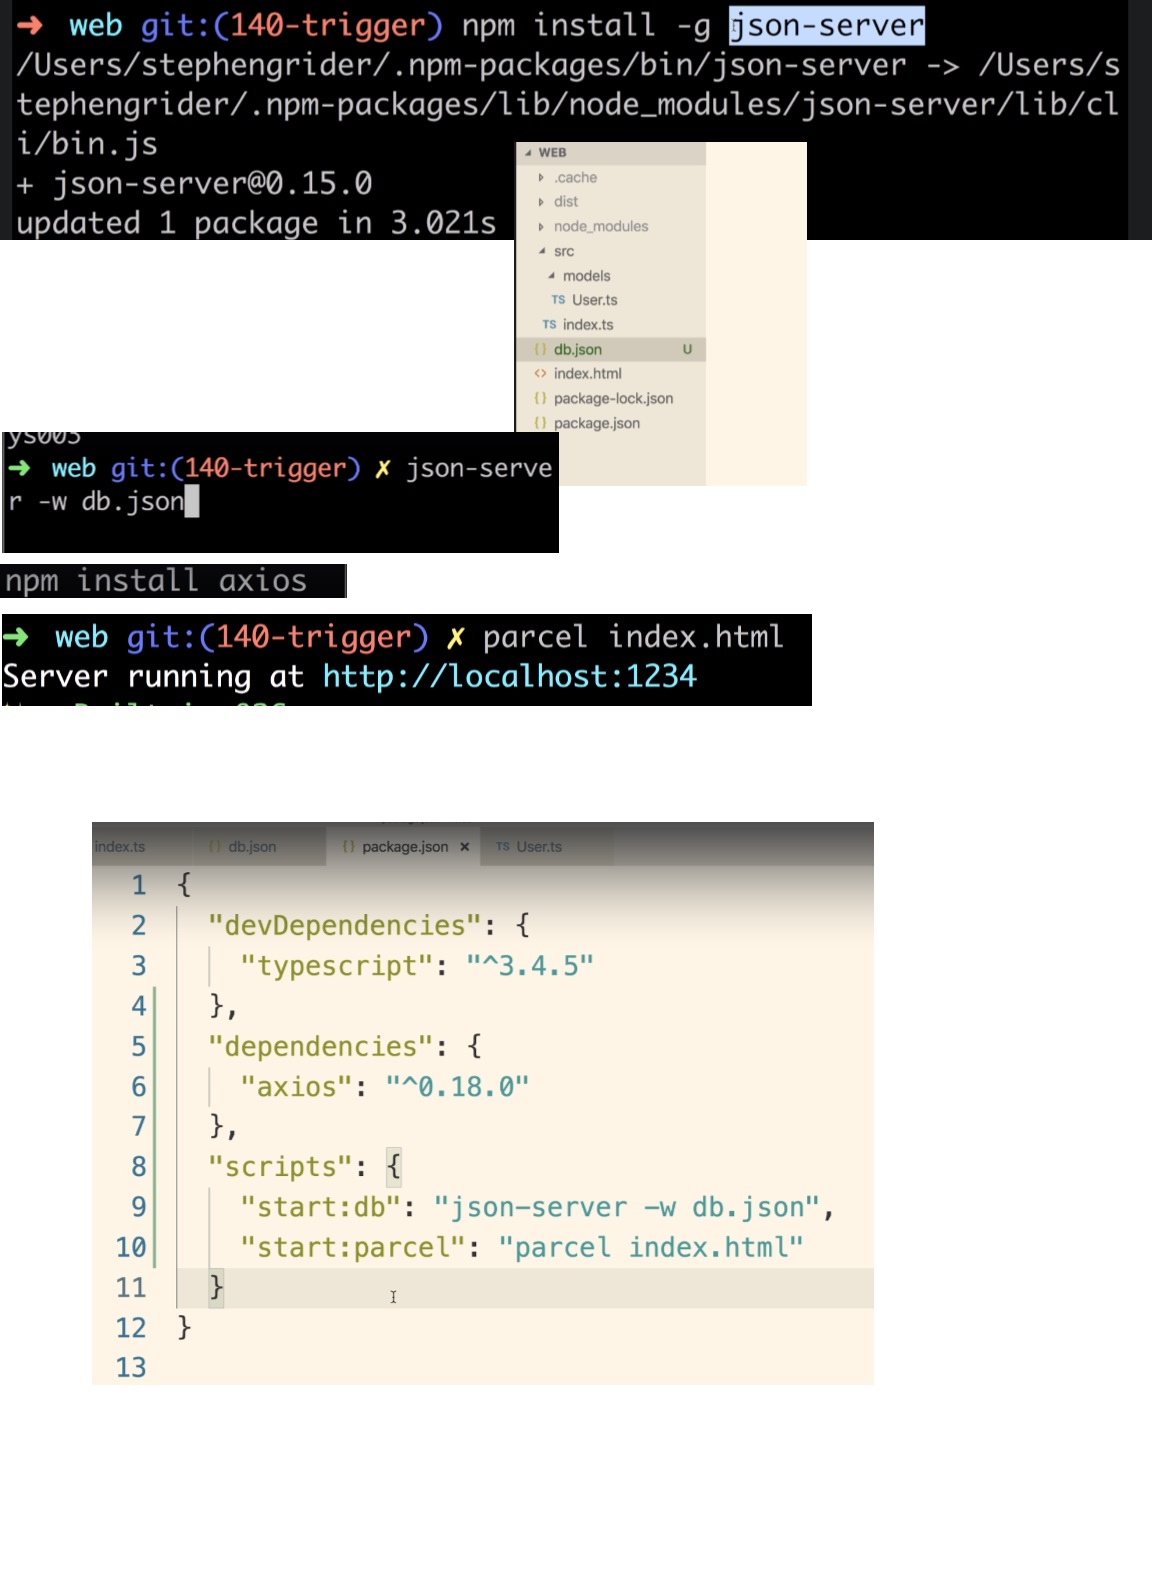 ➜ web git:(140-trigger) npm install -g json-server
/Users/stephengrider/.npm-packages/bin/json-server -> /Users/s
tephengrider/.npm-packages/lib/node_modules/json-server/lib/cl
i/bin.js
+ json-server@0.15.0
updated 1 package in 3.021s
WEB
.cache
dist
node_modules
src
models
TS User.ts
TS index.ts
{} db.json U
<> index.html
{} package-lock.json
{} package.json
ys003
➜ web git:(140-trigger) ✗ json-serve
r -w db.json
npm install axios
➜ web git:(140-trigger) ✗ parcel index.html
Server running at http://localhost:1234
index.ts {} db.json {} package.json × TS User.ts
1 {
2 "devDependencies": {
3 "typescript": "^3.4.5"
4 },
5 "dependencies": {
6 "axios": "^0.18.0"
7 },
8 "scripts": {
9 "start:db": "json-server -w db.json",
10 "start:parcel": "parcel index.html"
11 }
12 }
13